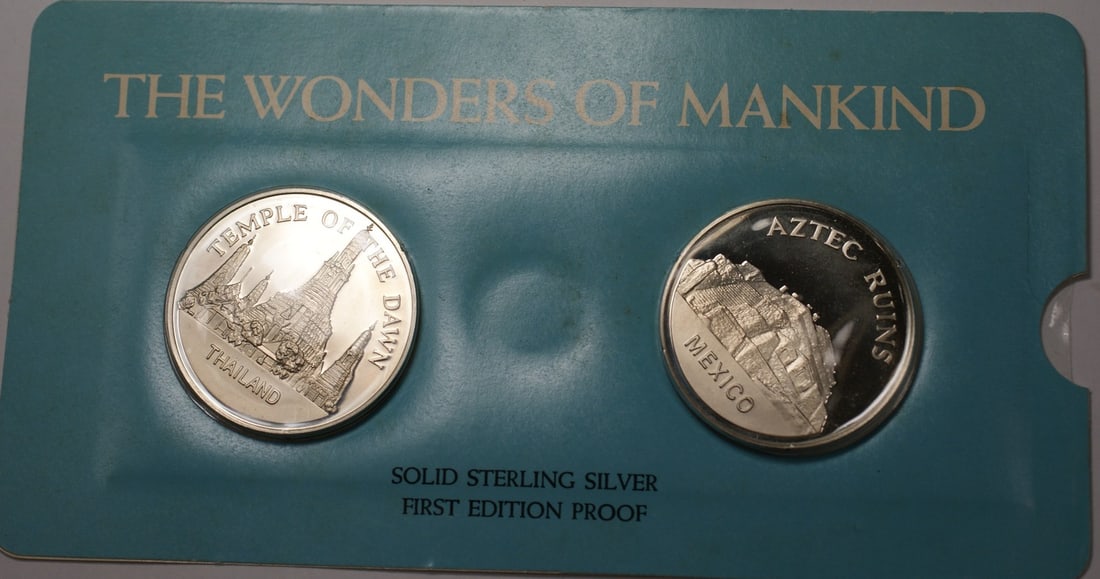 THE WONDERS OF MANKIND
TEMPLE OF THE DAWN
THAILAND
AZTEC RUINS
MEXICO
SOLID STERLING SILVER
FIRST EDITION PROOF